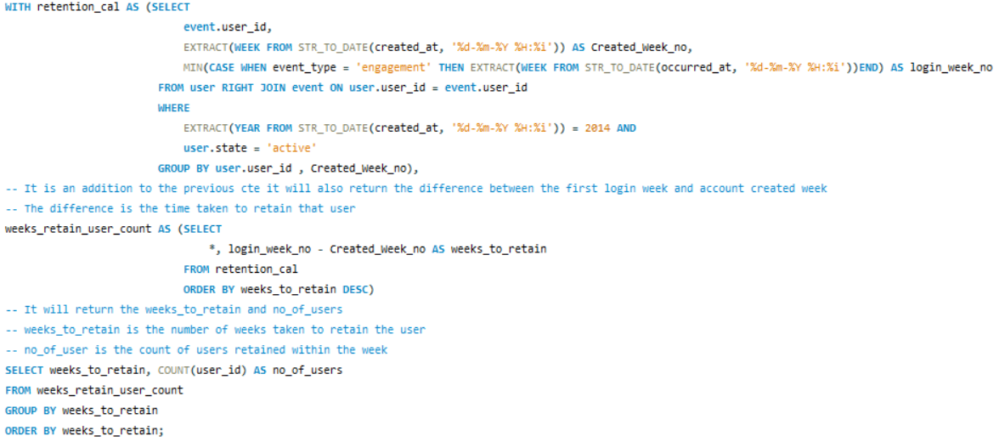 WITH retention_cal AS (SELECT
event.user_id,
EXTRACT(WEEK FROM STR_TO_DATE(created_at, '%d-%m-%Y %H:%i')) AS Created_Week_no,
MIN(CASE WHEN event_type = 'engagement' THEN EXTRACT(WEEK FROM STR_TO_DATE(occurred_at, '%d-%m-%Y %H:%i'))END) AS login_week_no
FROM user RIGHT JOIN event ON user.user_id = event.user_id
WHERE
EXTRACT(YEAR FROM STR_TO_DATE(created_at, '%d-%m-%Y %H:%i')) = 2014 AND
user.state = 'active'
GROUP BY user.user_id , Created_Week_no),
-- It is an addition to the previous cte it will also return the difference between the first login week and account created week
-- The difference is the time taken to retain that user
weeks_retain_user_count AS (SELECT
*, login_week_no - Created_Week_no AS weeks_to_retain
FROM retention_cal
ORDER BY weeks_to_retain DESC)
-- It will return the weeks_to_retain and no_of_users
-- weeks_to_retain is the number of weeks taken to retain the user
-- no_of_user is the count of users retained within the week
SELECT weeks_to_retain, COUNT(user_id) AS no_of_users
FROM weeks_retain_user_count
GROUP BY weeks_to_retain
ORDER BY weeks_to_retain;